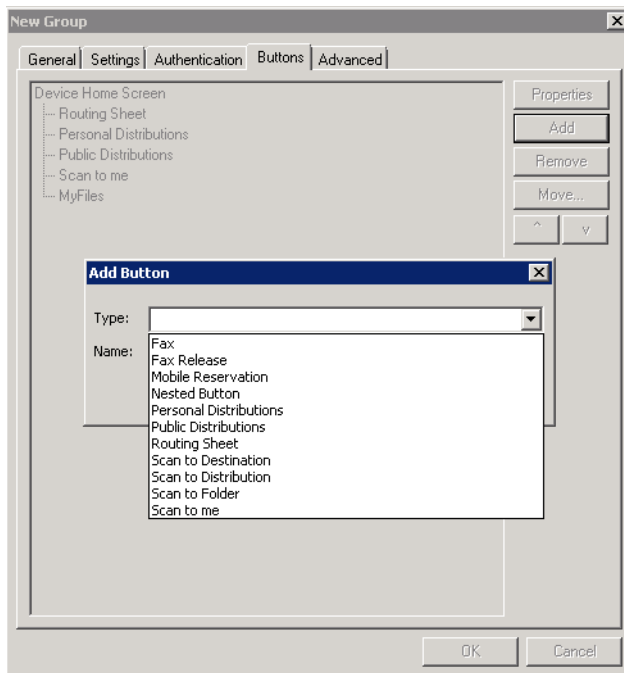 New Group
General Settings Authentication Buttons Advanced
Device Home Screen
Routing Sheet
Personal Distributions
Public Distributions
Scan to me
MyFiles
Properties
Add
Remove
Move...
^ v
Add Button
Type:
Name:
Fax
Fax Release
Mobile Reservation
Nested Button
Personal Distributions
Public Distributions
Routing Sheet
Scan to Destination
Scan to Distribution
Scan to Folder
Scan to me
OK Cancel